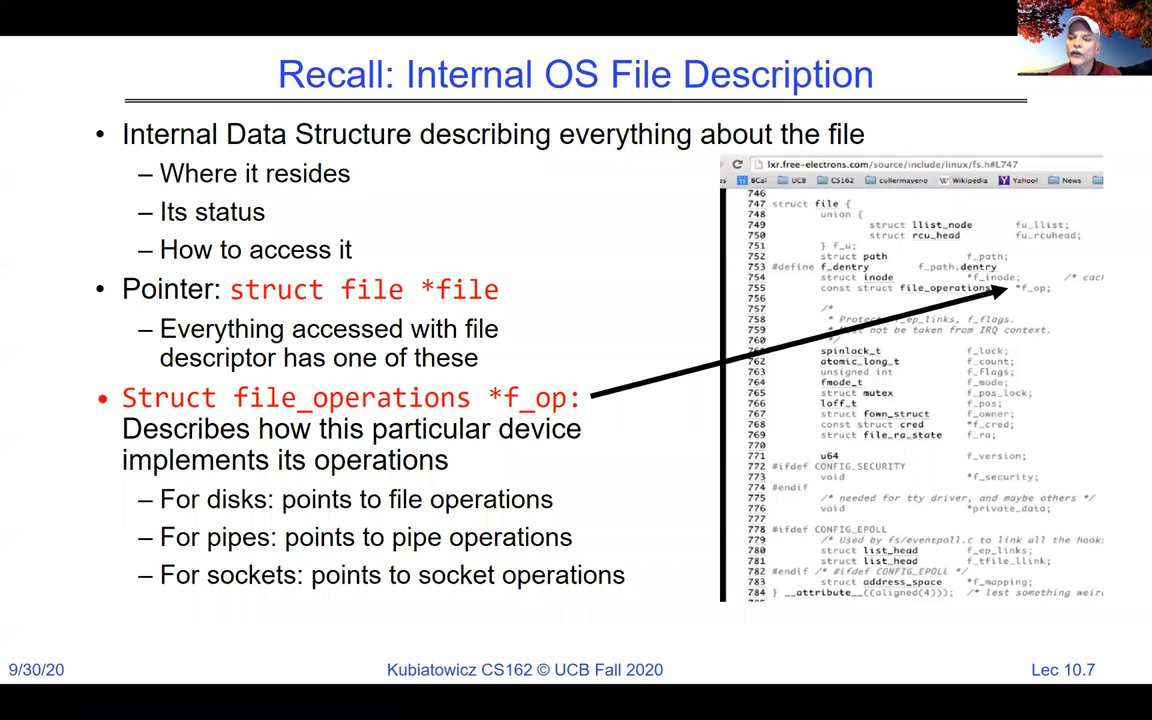 Recall: Internal OS File Description
• Internal Data Structure describing everything about the file
– Where it resides
– Its status
– How to access it
• Pointer: struct file *file
– Everything accessed with file
descriptor has one of these
• Struct file_operations *f_op:
Describes how this particular device
implements its operations
– For disks: points to file operations
– For pipes: points to pipe operations
– For sockets: points to socket operations
lxr.free-electrons.com/source/include/linux/fs.h#L747
BCal UCB CS162 cullermayeno Wikipedia Yahoo! News
746
747 struct file {
748 union {
749 struct llist_node fu_llist;
750 struct rcu_head fu_rcuhead;
751 } f_u;
752 struct path f_path;
753 #define f_dentry f_path.dentry
754 struct inode *f_inode; /* cach
755 const struct file_operations *f_op;
756
757 /*
758 * Protects f_ep_links, f_flags.
759 * Must not be taken from IRQ context.
760 */
spinlock_t f_lock;
762 atomic_long_t f_count;
763 unsigned int f_flags;
764 fmode_t f_mode;
765 struct mutex f_pos_lock;
766 loff_t f_pos;
767 struct fown_struct f_owner;
768 const struct cred *f_cred;
769 struct file_ra_state f_ra;
770
771 u64 f_version;
772 #ifdef CONFIG_SECURITY
773 void *f_security;
774 #endif
775 /* needed for tty driver, and maybe others */
776 void *private_data;
777
778 #ifdef CONFIG_EPOLL
779 /* Used by fs/eventpoll.c to link all the hook
780 struct list_head f_ep_links;
781 struct list_head f_tfile_llink;
782 #endif /* #ifdef CONFIG_EPOLL */
783 struct address_space *f_mapping;
784 } __attribute__((aligned(4))); /* lest something weir
9/30/20
Kubiatowicz CS162 © UCB Fall 2020
Lec 10.7